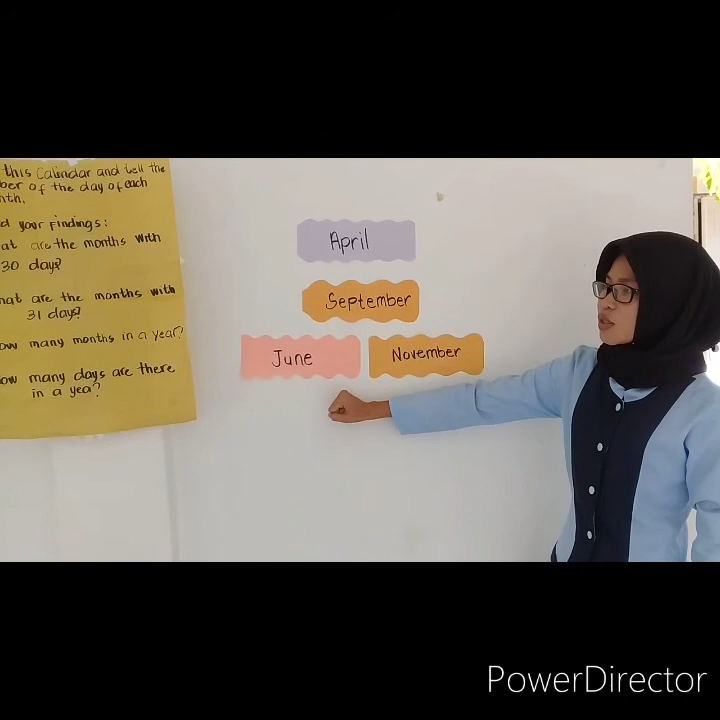 this Calindar and tell the
ber of the day of each
nth.
d your findings:
at are the months with
30 days?
hat are the months with
31 days?
ow many months in a year?
ow many days are there
in a year?
April
September
June
November
PowerDirector